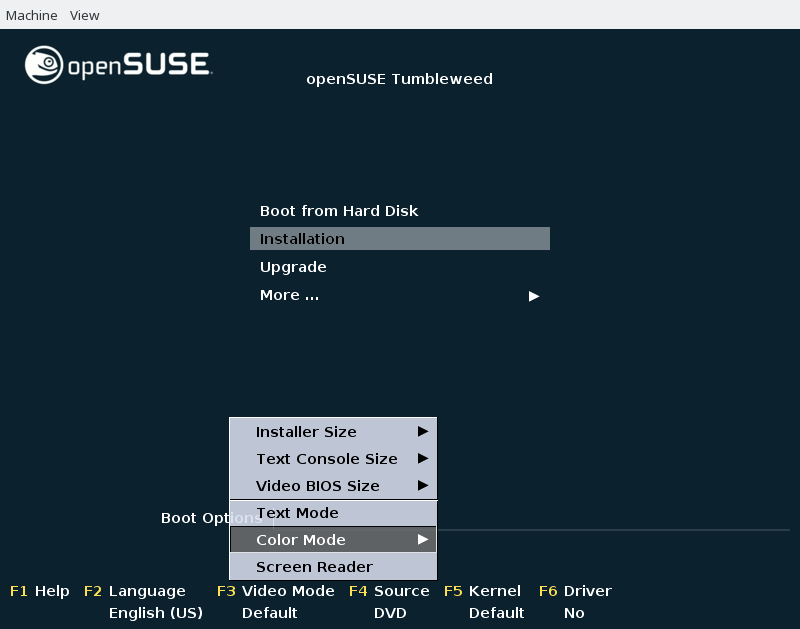 Machine View
openSUSE.
openSUSE Tumbleweed
Boot from Hard Disk
Installation
Upgrade
More ...
Installer Size
Text Console Size
Video BIOS Size
Boot Options
Text Mode
Color Mode
Screen Reader
F1 Help F2 Language F3 Video Mode F4 Source F5 Kernel F6 Driver
English (US) Default DVD Default No